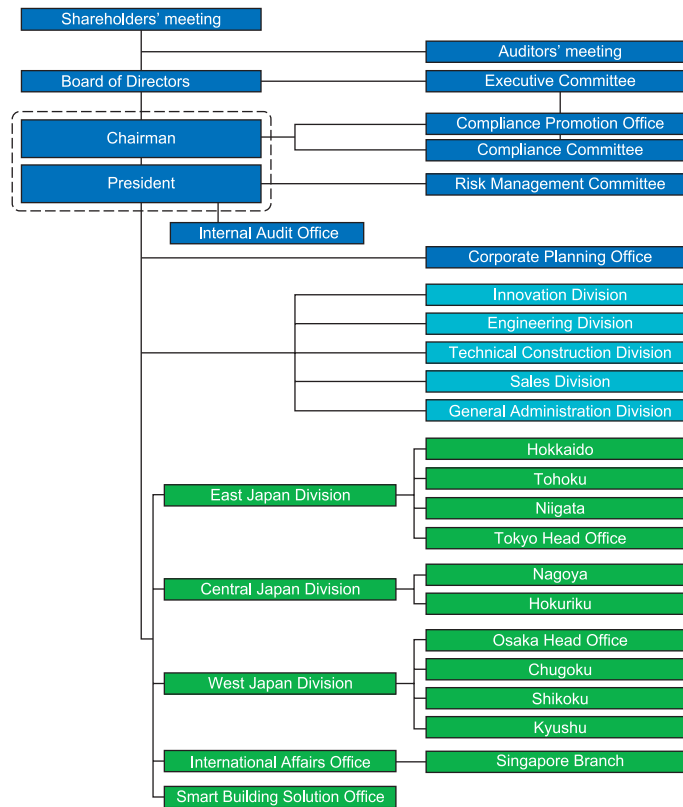 Shareholders’ meeting
Auditors’ meeting
Board of Directors
Executive Committee
Chairman
Compliance Promotion Office
Compliance Committee
President
Risk Management Committee
Internal Audit Office
Corporate Planning Office
Innovation Division
Engineering Division
Technical Construction Division
Sales Division
General Administration Division
East Japan Division
Hokkaido
Tohoku
Niigata
Tokyo Head Office
Central Japan Division
Nagoya
Hokuriku
West Japan Division
Osaka Head Office
Chugoku
Shikoku
Kyushu
International Affairs Office
Singapore Branch
Smart Building Solution Office